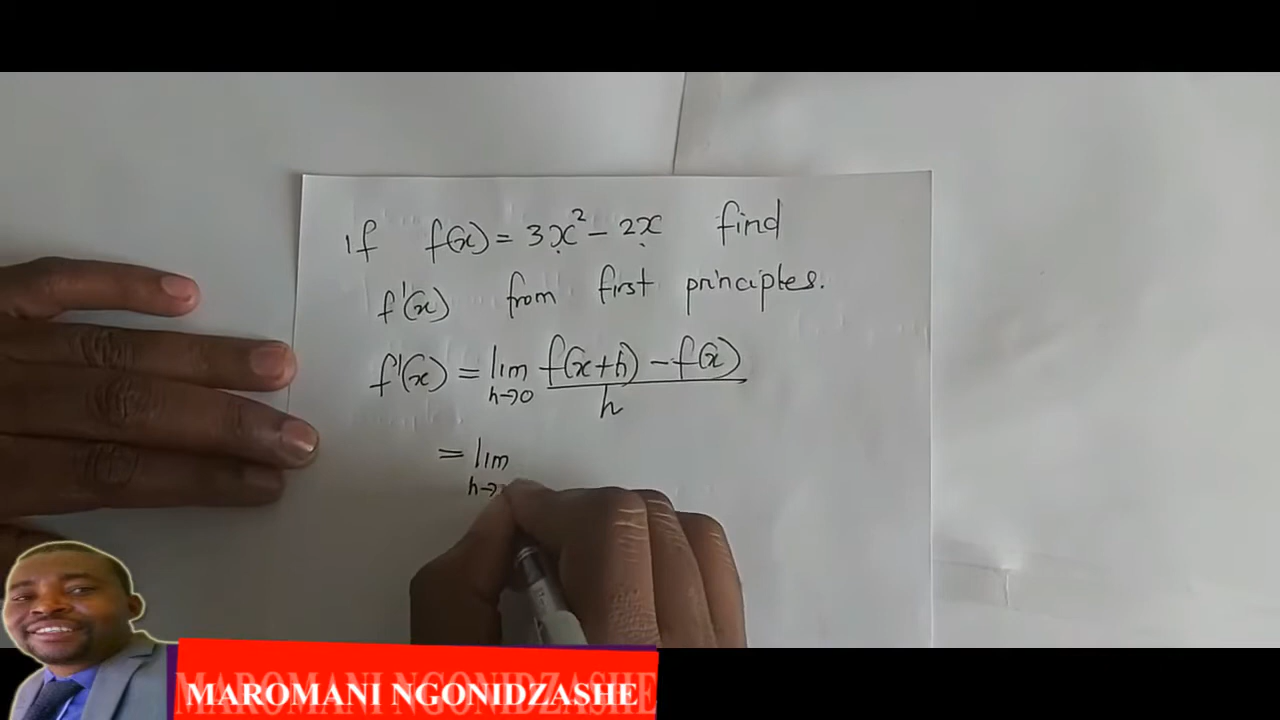 If f(x) = 3x² - 2x find
f'(x) from first principles.
f'(x) = lim f(x+h) - f(x)
h→0 h
= lim
h→
MAROMANI NGONIDZASHE